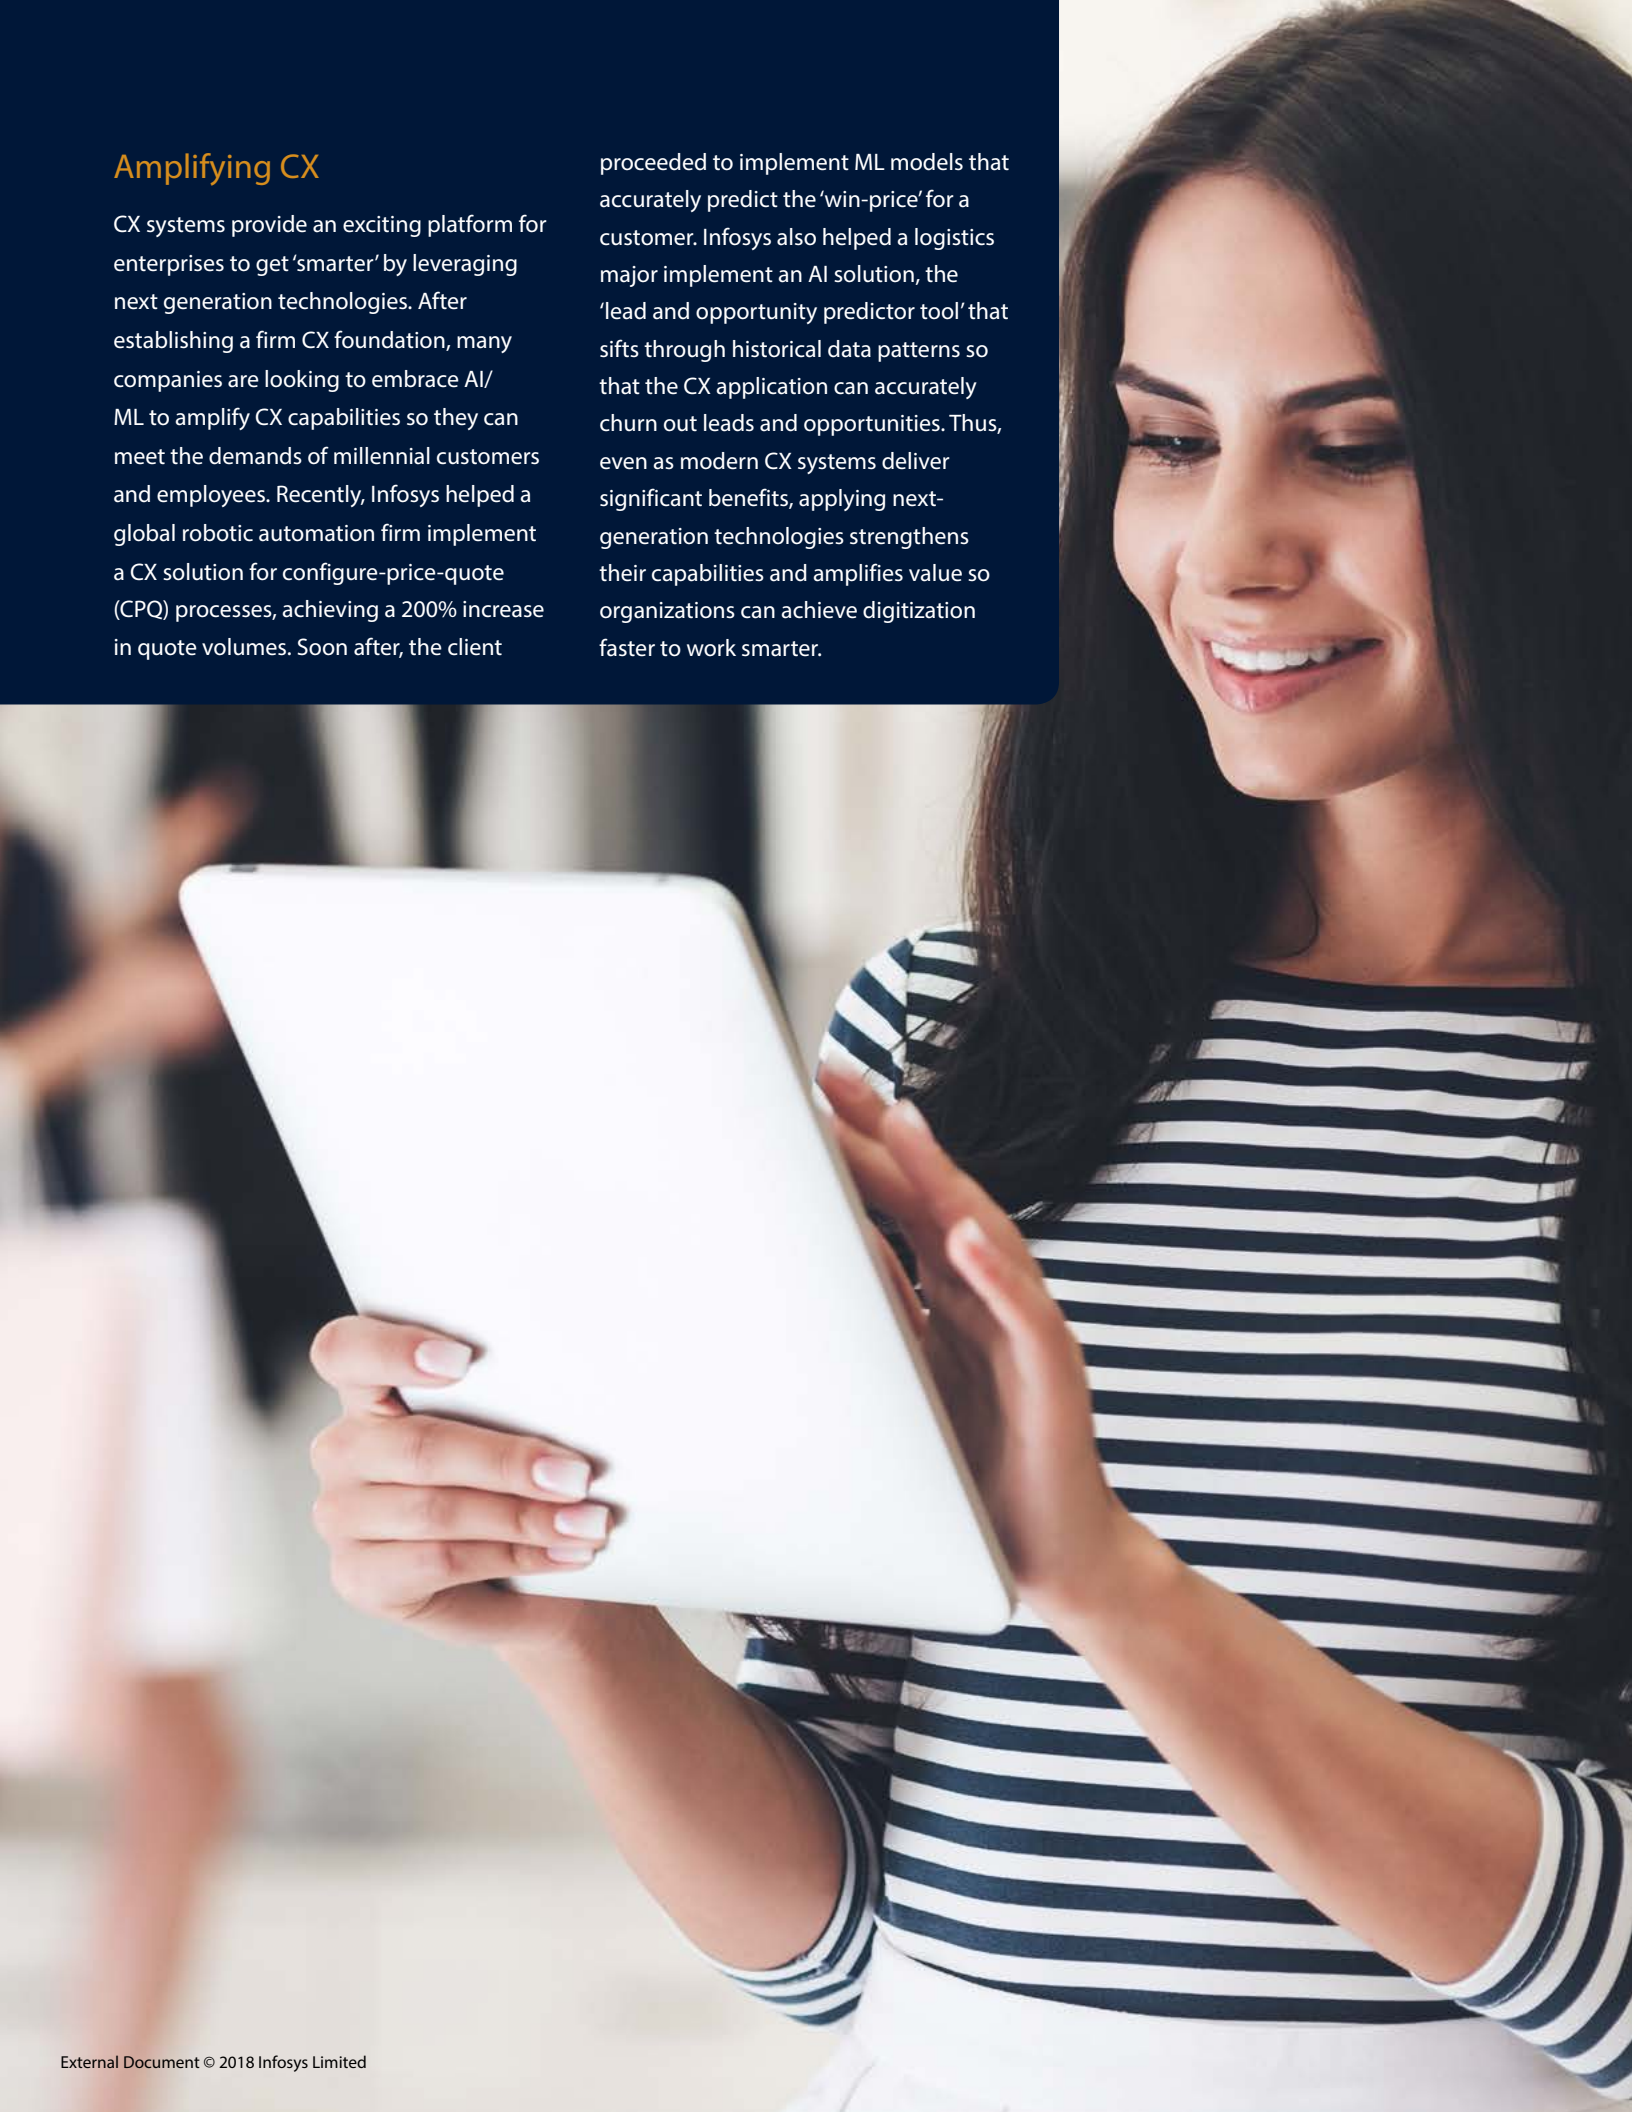 Amplifying CX
CX systems provide an exciting platform for
enterprises to get ‘smarter’ by leveraging
next generation technologies. After
establishing a firm CX foundation, many
companies are looking to embrace AI/
ML to amplify CX capabilities so they can
meet the demands of millennial customers
and employees. Recently, Infosys helped a
global robotic automation firm implement
a CX solution for configure-price-quote
(CPQ) processes, achieving a 200% increase
in quote volumes. Soon after, the client
proceeded to implement ML models that
accurately predict the ‘win-price’ for a
customer. Infosys also helped a logistics
major implement an AI solution, the
‘lead and opportunity predictor tool’ that
sifts through historical data patterns so
that the CX application can accurately
churn out leads and opportunities. Thus,
even as modern CX systems deliver
significant benefits, applying next-
generation technologies strengthens
their capabilities and amplifies value so
organizations can achieve digitization
faster to work smarter.
External Document © 2018 Infosys Limited